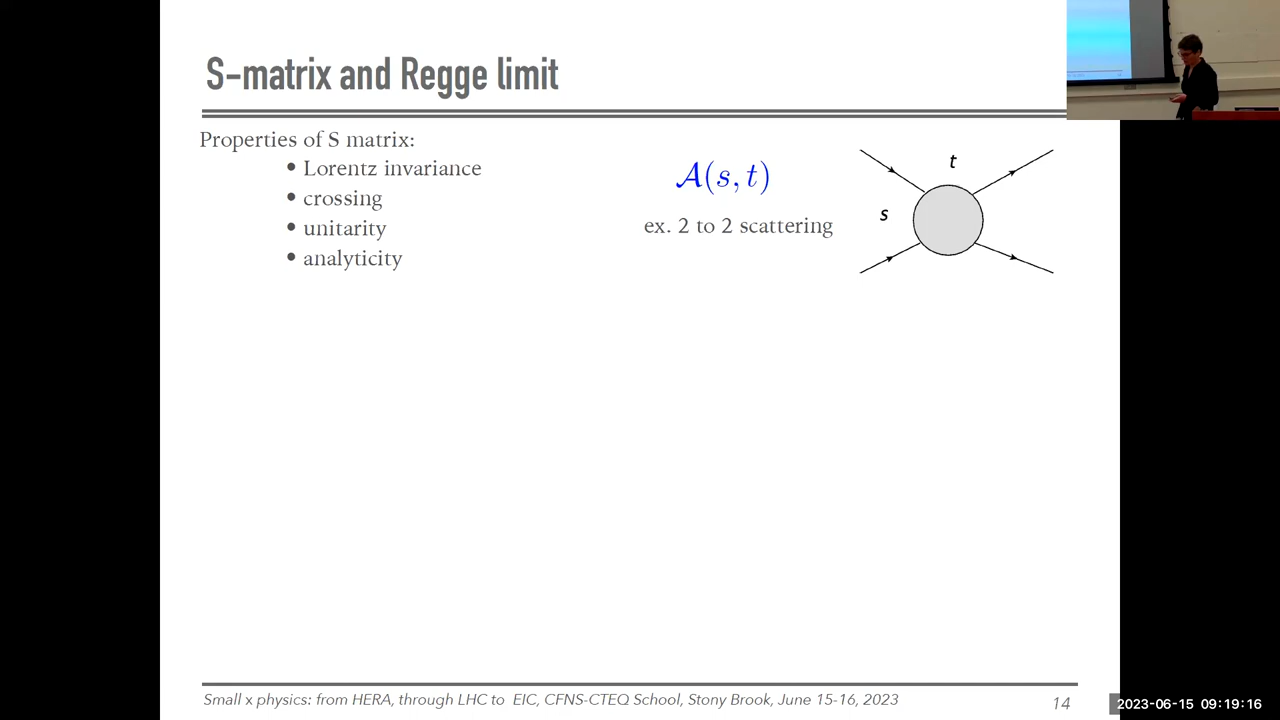 S-matrix and Regge limit
Properties of S matrix:
• Lorentz invariance
• crossing
• unitarity
• analyticity
𝒜(s, t)
ex. 2 to 2 scattering
t
s
Small x physics: from HERA, through LHC to EIC, CFNS-CTEQ School, Stony Brook, June 15-16, 2023
14
2023-06-15 09:19:16